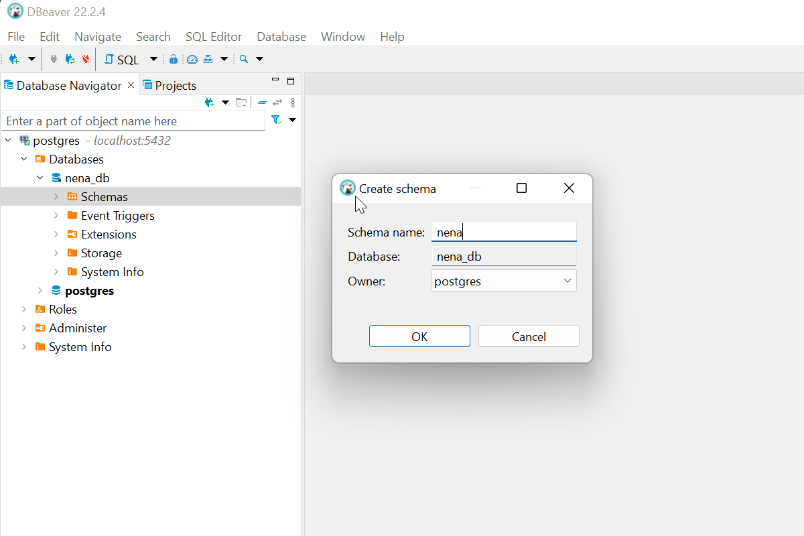 DBeaver 22.2.4
File Edit Navigate Search SQL Editor Database Window Help
SQL
Database Navigator Projects
Enter a part of object name here
postgres - localhost:5432
Databases
nena_db
Schemas
Event Triggers
Extensions
Storage
System Info
postgres
Roles
Administer
System Info
Create schema
Schema name: nena
Database: nena_db
Owner: postgres
OK Cancel